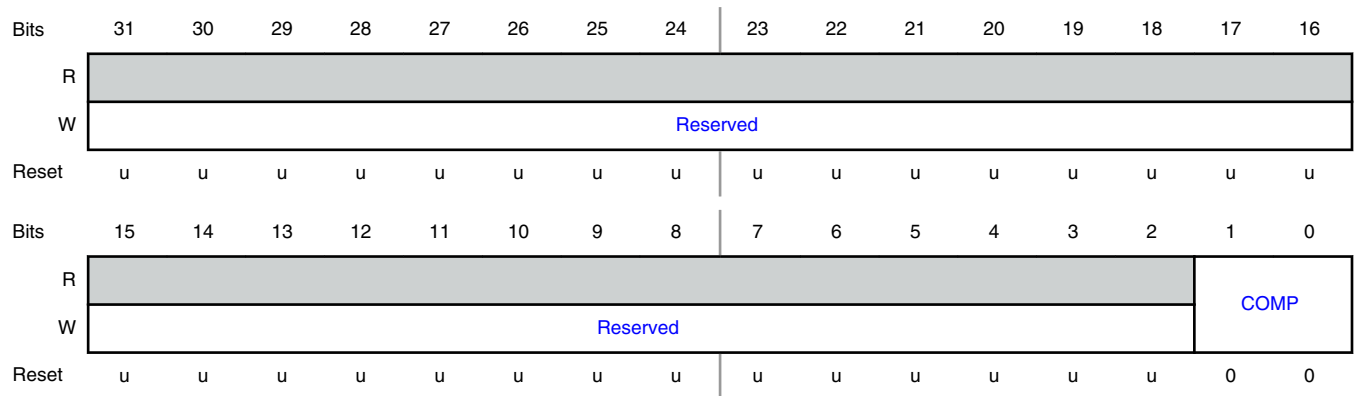 Bits 31 30 29 28 27 26 25 24 23 22 21 20 19 18 17 16
R
W Reserved
Reset u u u u u u u u u u u u u u u u
Bits 15 14 13 12 11 10 9 8 7 6 5 4 3 2 1 0
R
COMP
W Reserved
Reset u u u u u u u u u u u u u u 0 0